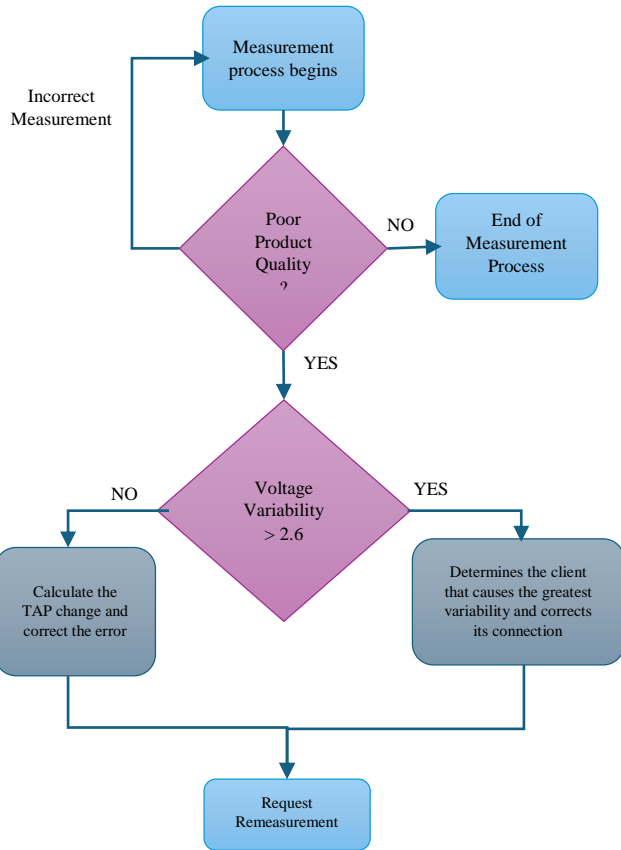 Measurement
process begins
Incorrect
Measurement
Poor
Product
Quality
?
NO
End of
Measurement
Process
YES
Voltage
Variability
> 2.6
NO
YES
Calculate the
TAP change and
correct the error
Determines the client
that causes the greatest
variability and corrects
its connection
Request
Remeasurement